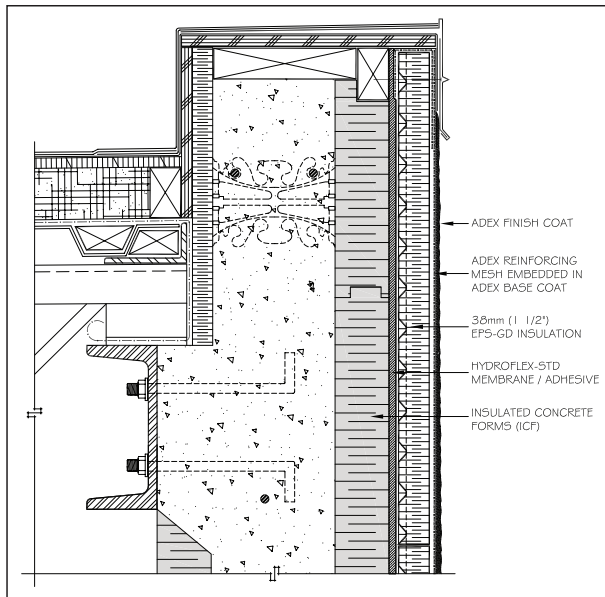 ADEX FINISH COAT
ADEX REINFORCING
MESH EMBEDDED IN
ADEX BASE COAT
38mm (1 1/2")
EPS-GD INSULATION
HYDROFLEX-STD
MEMBRANE / ADHESIVE
INSULATED CONCRETE
FORMS (ICF)